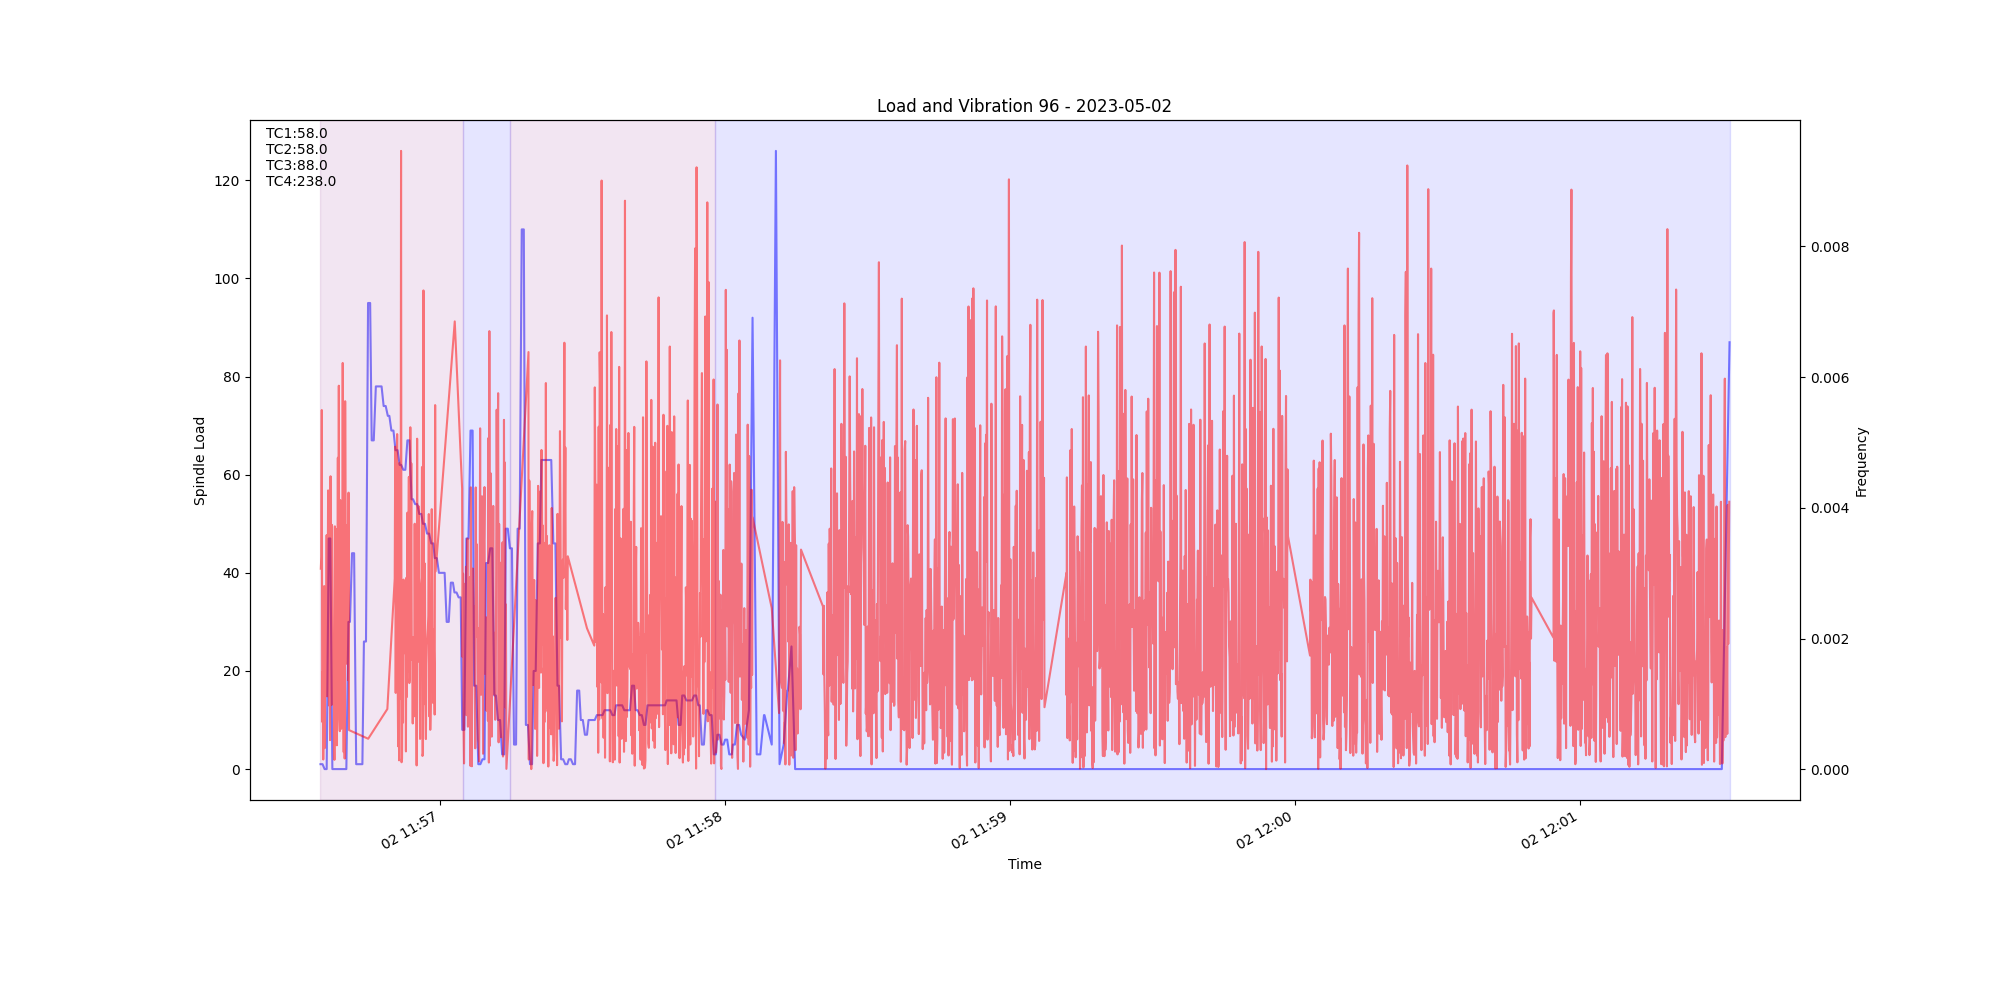 Load and Vibration 96 - 2023-05-02
TC1:58.0
TC2:58.0
TC3:88.0
TC4:238.0
120
100
80
60
40
20
0
Spindle Load
0.008
0.006
0.004
0.002
0.000
Frequency
02 11:57
02 11:58
02 11:59
02 12:00
02 12:01
Time